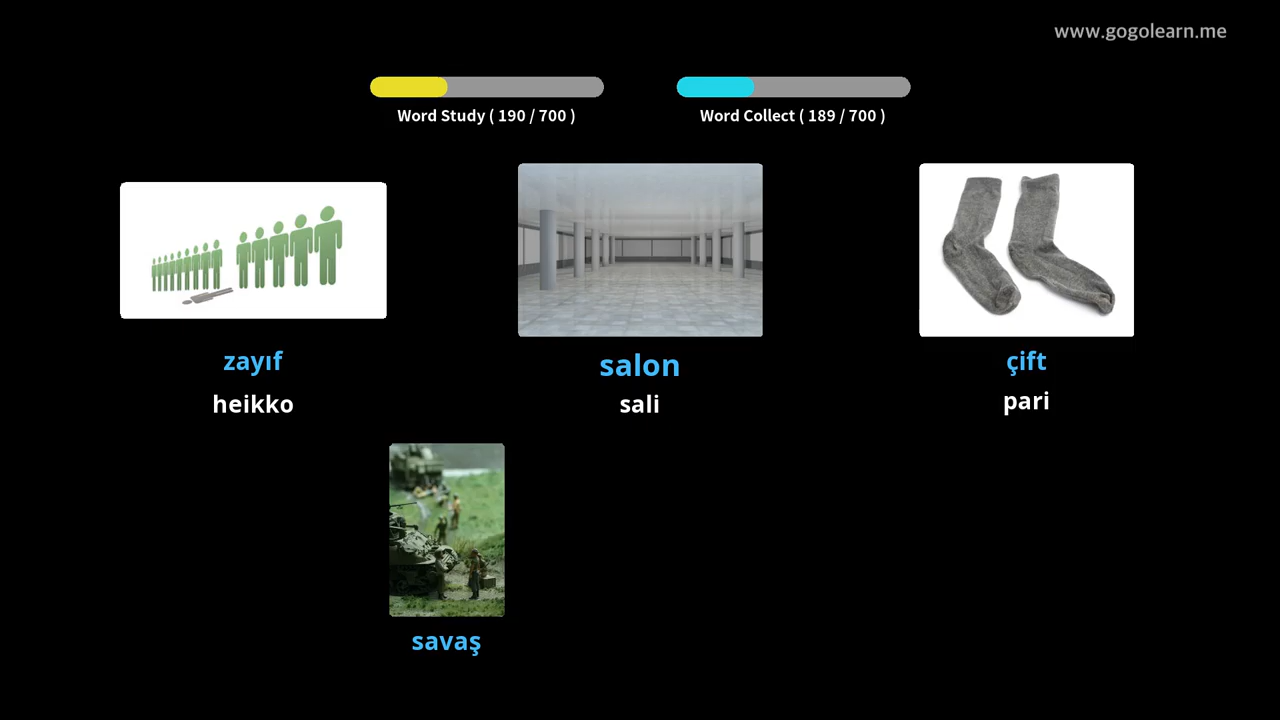 www.gogolearn.me
Word Study ( 190 / 700 )
Word Collect ( 189 / 700 )
zayıf
heikko
salon
sali
çift
pari
savaş